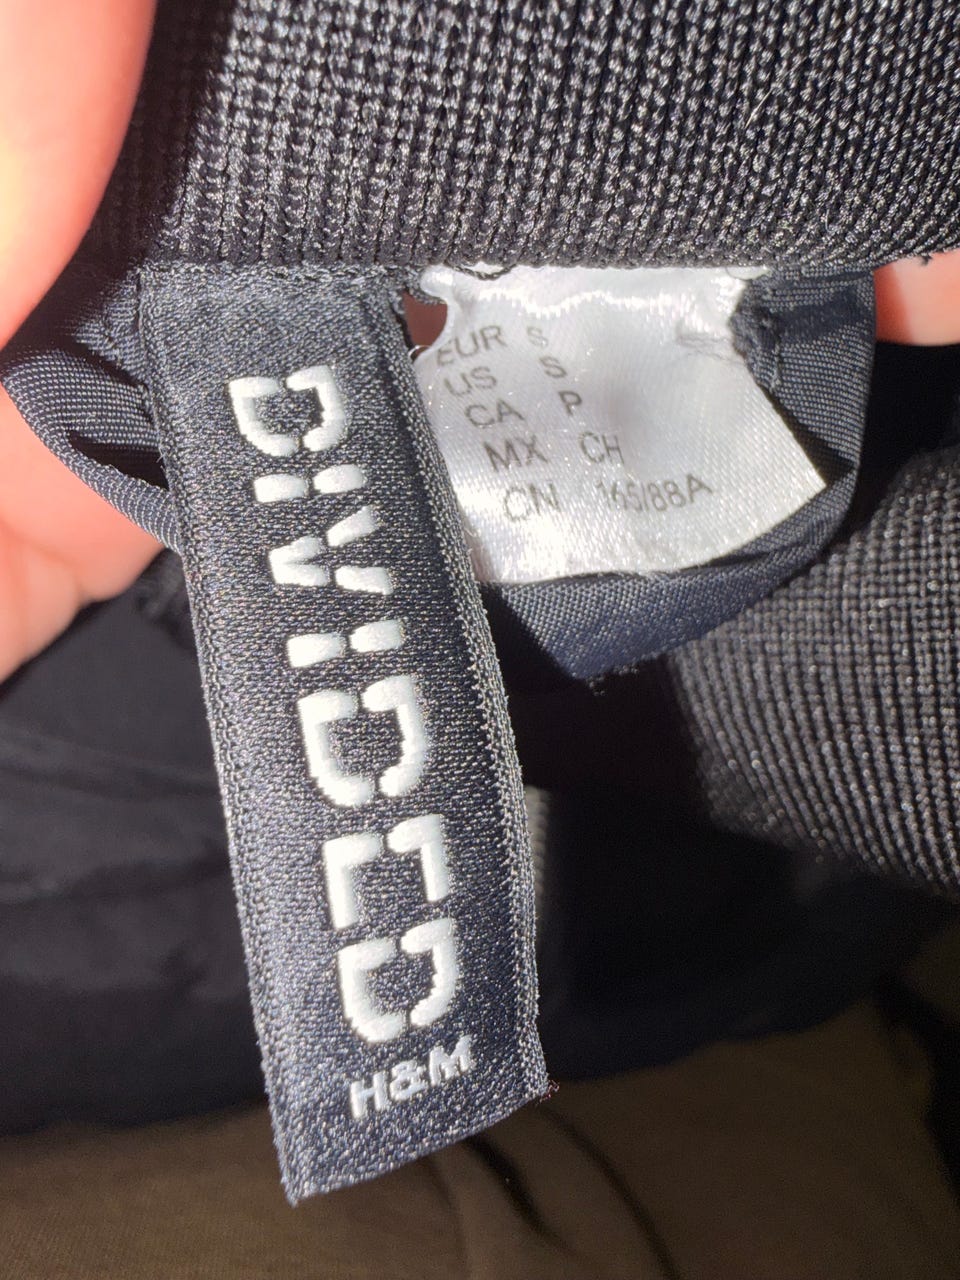 DIVIDED
H&M
EUR S
US S
CA P
MX CH
CN 165/88A